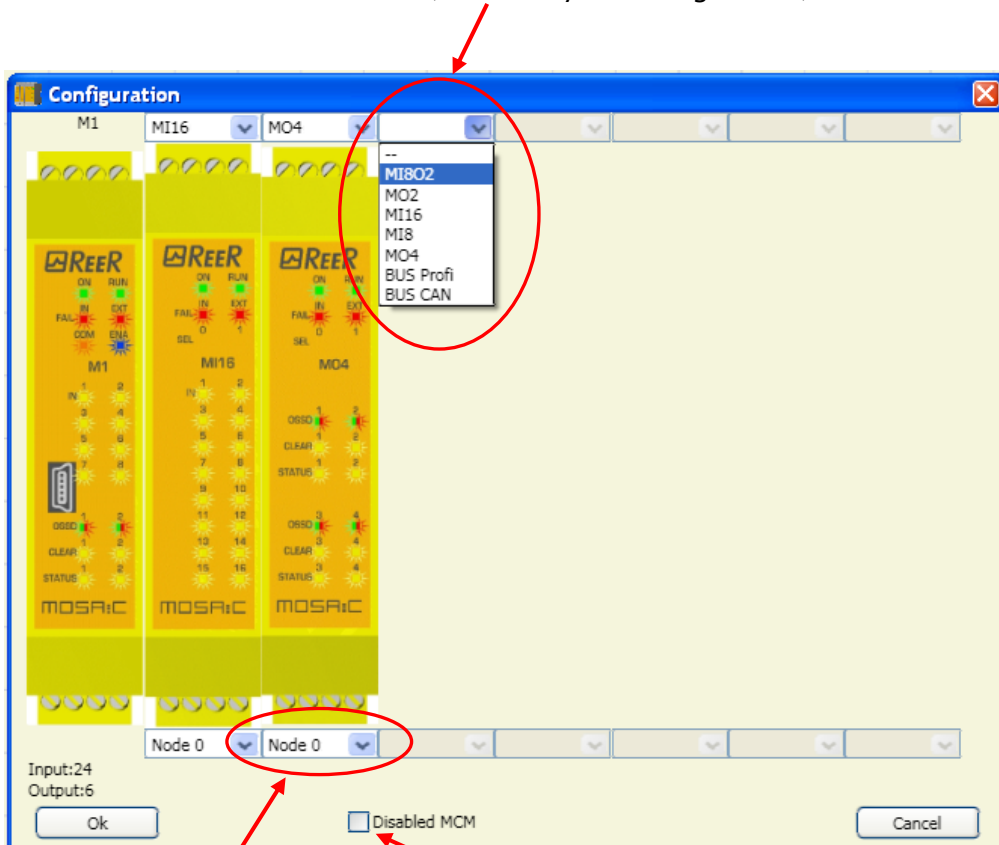 Configuration
M1 MI16 MO4
--
MI8O2
MO2
MI16
MI8
MO4
BUS Profi
BUS CAN
REER
ON RUN
IN EXT
FAIL
COM ENA
M1
1 2
IN
3 4
5 6
7 8
1 2
OSSD
1 2
CLEAR
1 2
STATUS
MOSAIC
REER
ON RUN
IN EXT
FAIL
0 1
SEL
MI16
1 2
IN
3 4
5 6
7 8
9 10
11 12
13 14
15 16
MOSAIC
REER
ON RUN
IN EXT
FAIL
0 1
SEL
MO4
1 2
OSSD
1 2
CLEAR
1 2
STATUS
3 4
OSSD
3 4
CLEAR
3 4
STATUS
MOSAIC
Node 0 Node 0
Input:24
Output:6
Ok Disabled MCM Cancel